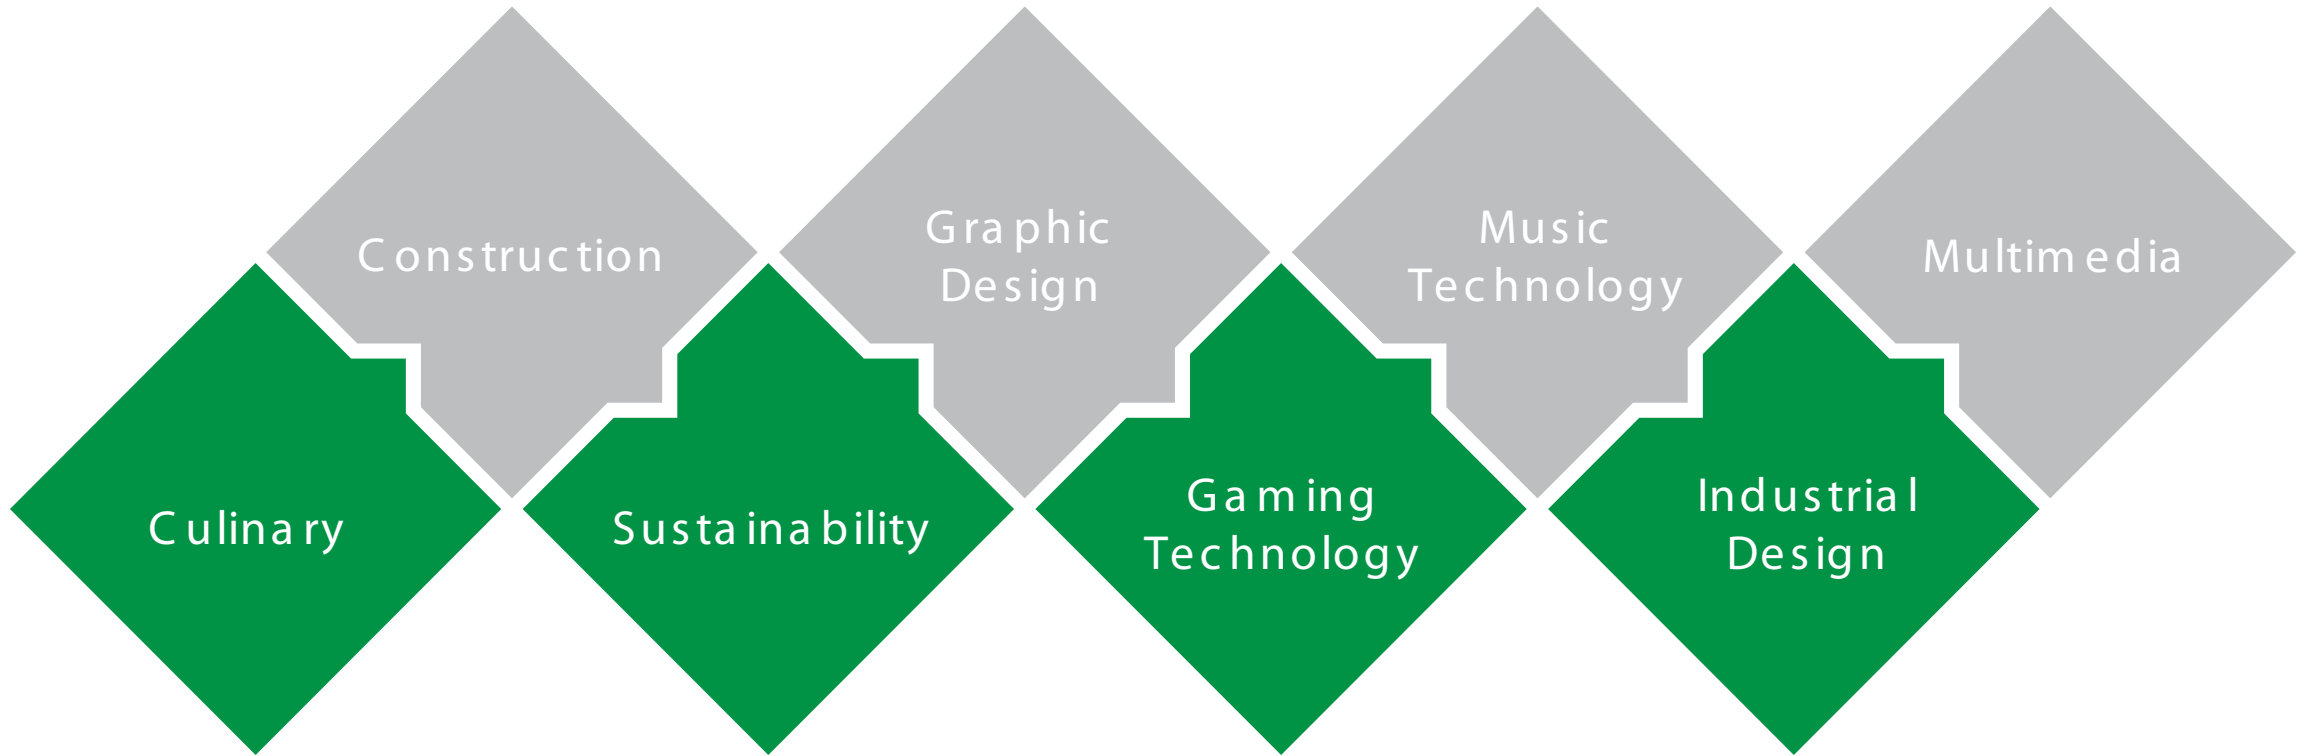 Construction
Graphic
Design
Music
Technology
Multimedia
Culinary
Sustainability
Gaming
Technology
Industrial
Design